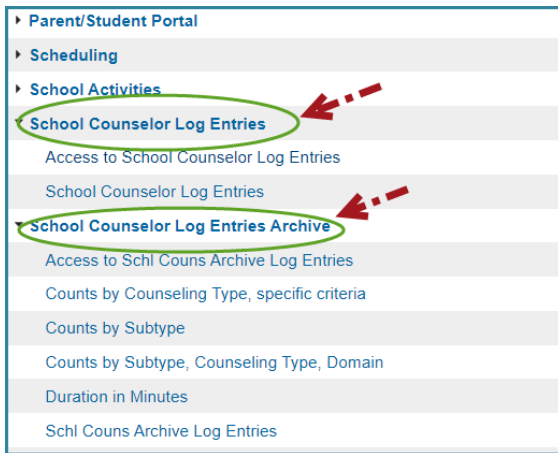 Parent/Student Portal
Scheduling
School Activities
School Counselor Log Entries
Access to School Counselor Log Entries
School Counselor Log Entries
School Counselor Log Entries Archive
Access to Schl Couns Archive Log Entries
Counts by Counseling Type, specific criteria
Counts by Subtype
Counts by Subtype, Counseling Type, Domain
Duration in Minutes
Schl Couns Archive Log Entries